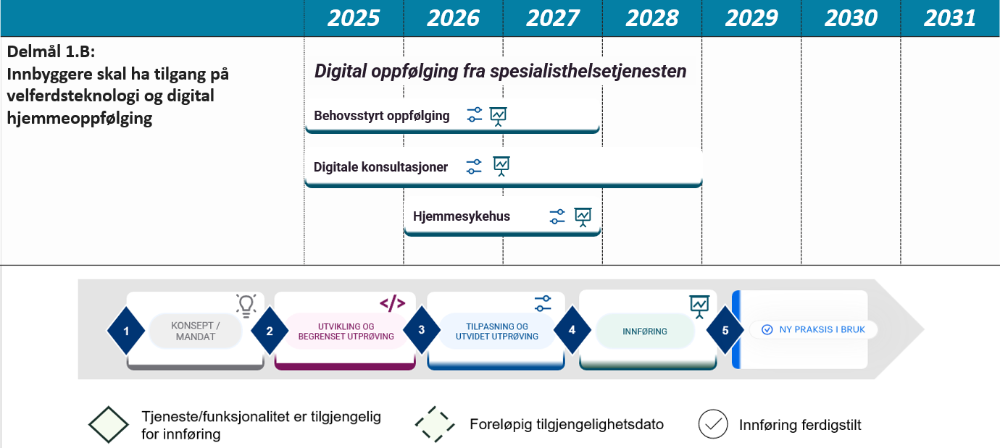 2025 2026 2027 2028 2029 2030 2031
Delmål 1.B:
Innbyggere skal ha tilgang på
velferdsteknologi og digital
hjemmeoppfølging
Digital oppfølging fra spesialisthelsetjenesten
Behovsstyrt oppfølging
Digitale konsultasjoner
Hjemmesykehus
1
KONSEPT /
MANDAT
2
</>
UTVIKLING OG
BEGRENSET UTPRØVING
3
TILPASNING OG
UTVIDET UTPRØVING
4
INNFØRING
5
NY PRAKSIS I BRUK
Tjeneste/funksjonalitet er tilgjengelig
for innføring
Foreløpig tilgjengelighetsdato
Innføring ferdigstilt